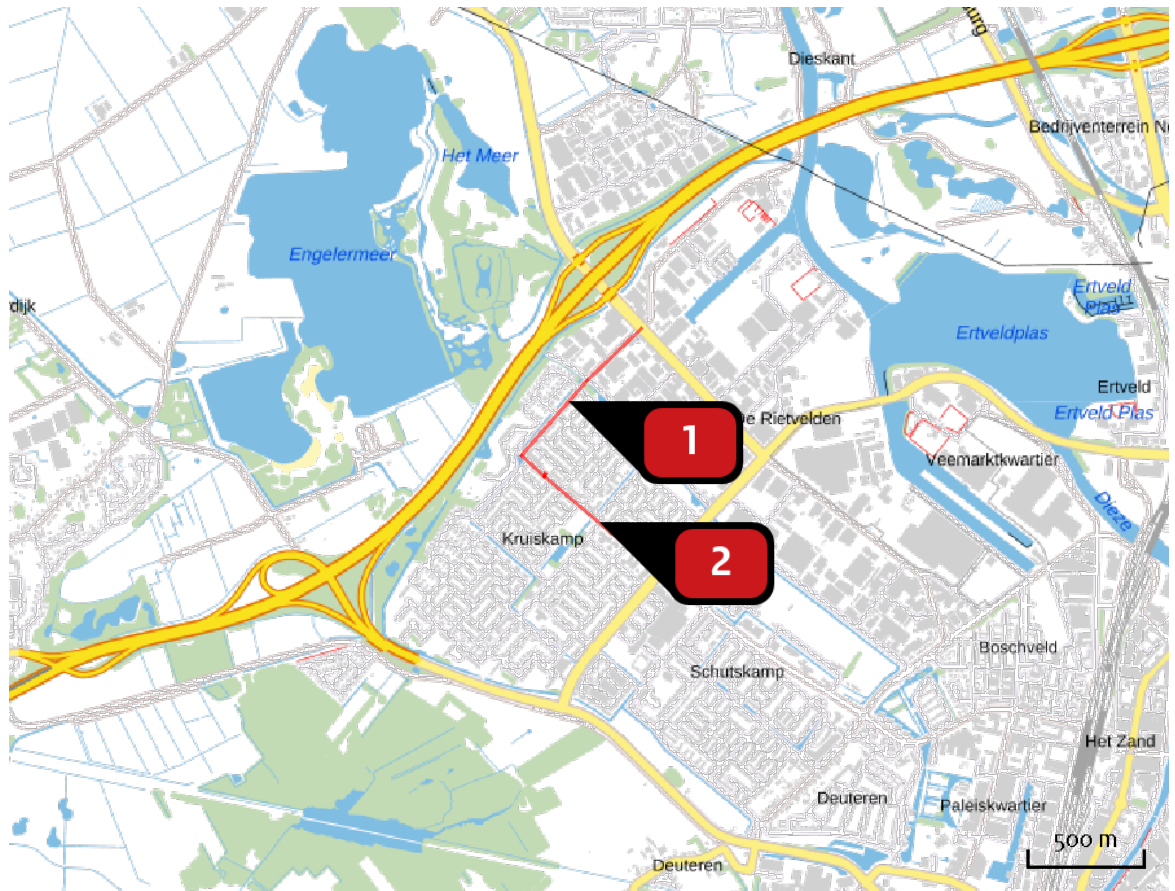 Dieskant
Bedrijventerrein
Het Meer
Engelermeer
Ertveld
Plas
dijk
Ertveldplas
Ertveld
Ertveld Plas
De Rietvelden
1
Veemarktkwartier
Dieze
Kruiskamp
2
Boschveld
Schutskamp
Het Zand
Deuteren
Paleiskwartier
500 m
Deuteren